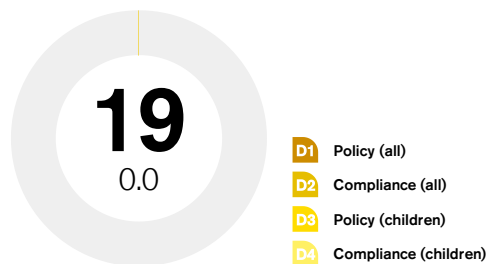 19
0.0
D1 Policy (all)
D2 Compliance (all)
D3 Policy (children)
D4 Compliance (children)